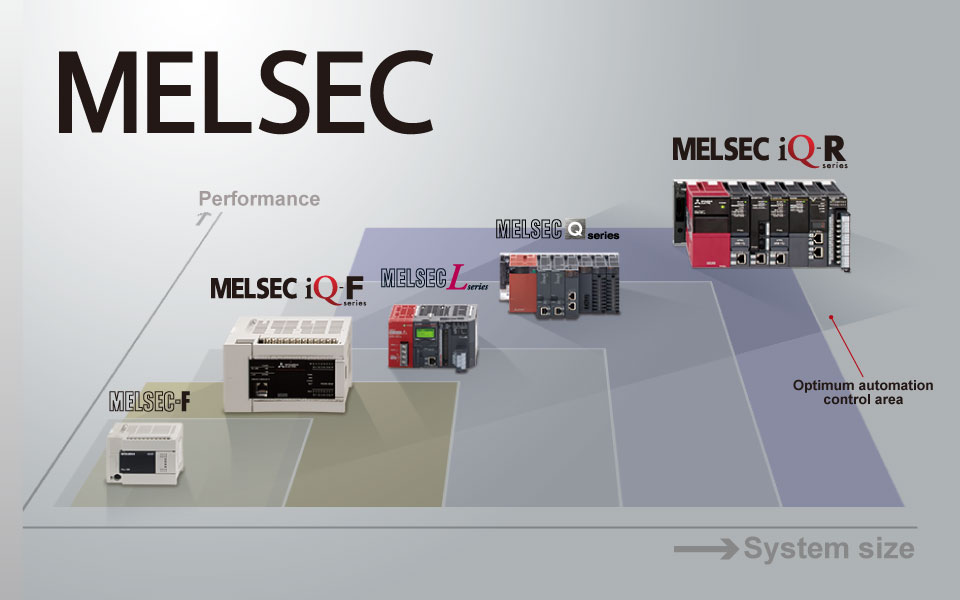 MELSEC
Performance
MELSEC iQ-R
series
MELSEC Q series
MELSEC iQ-F
series
MELSEC L series
MELSEC-F
Optimum automation
control area
System size